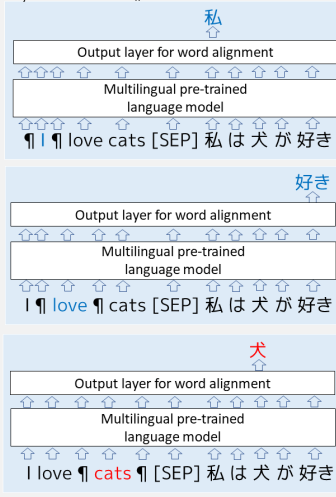 私
Output layer for word alignment
Multilingual pre-trained
language model
¶ I ¶ love cats [SEP] 私 は 犬 が 好き
好き
Output layer for word alignment
Multilingual pre-trained
language model
I ¶ love ¶ cats [SEP] 私 は 犬 が 好き
犬
Output layer for word alignment
Multilingual pre-trained
language model
I love ¶ cats ¶ [SEP] 私 は 犬 が 好き